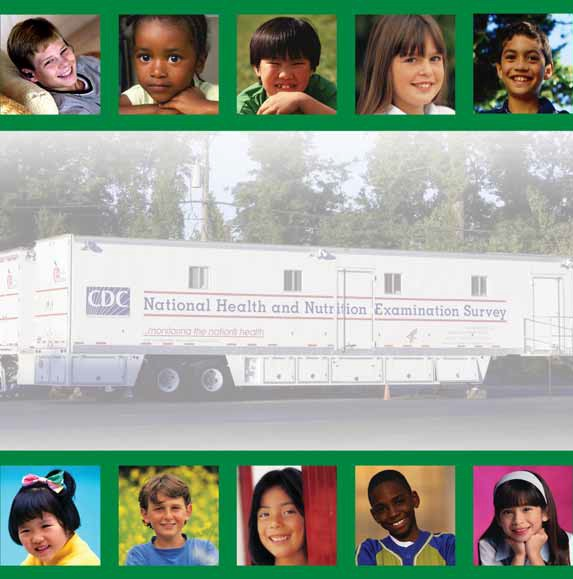 CDC
National Health and Nutrition Examination Survey
...monitoring the nation's health